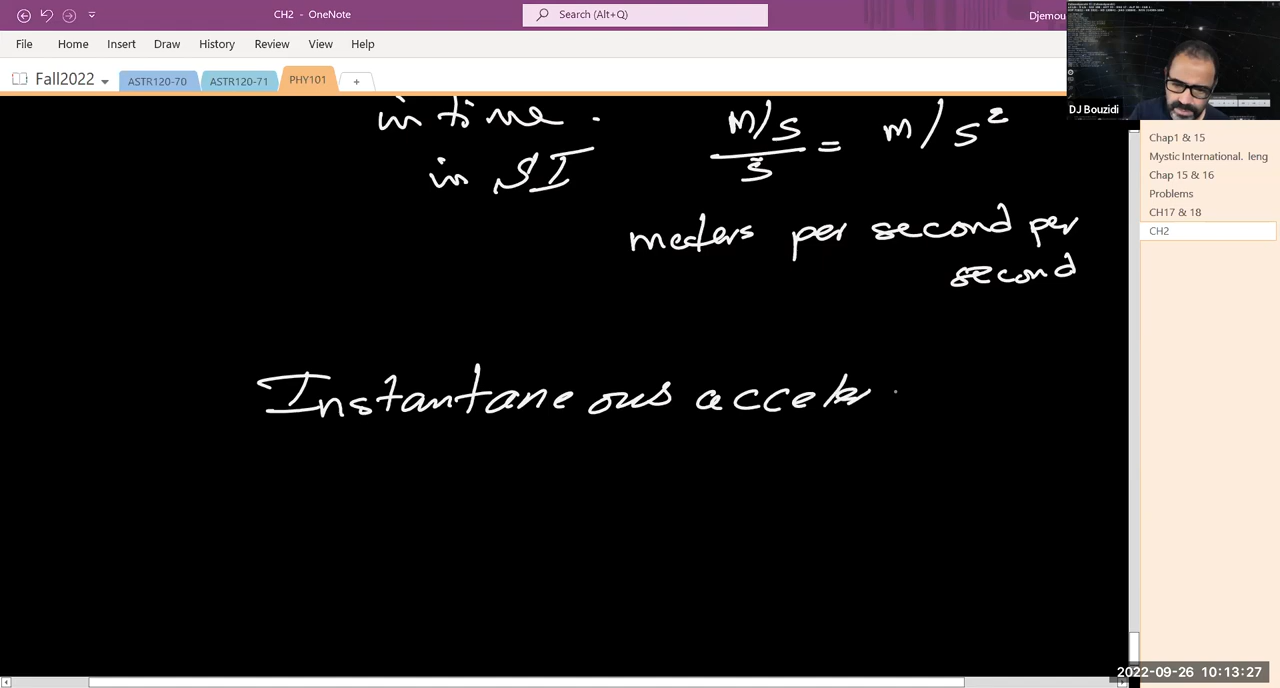 CH2 - OneNote
Search (Alt+Q)
Djemou
File Home Insert Draw History Review View Help
Fall2022 ASTR120-70 ASTR120-71 PHY101 +
DJ Bouzidi
Chap1 & 15
Mystic International. leng
Chap 15 & 16
Problems
CH17 & 18
CH2
in time. m/s/s = m/s²
in SI
meters per second per
second
Instantaneous acceler
2022-09-26 10:13:27